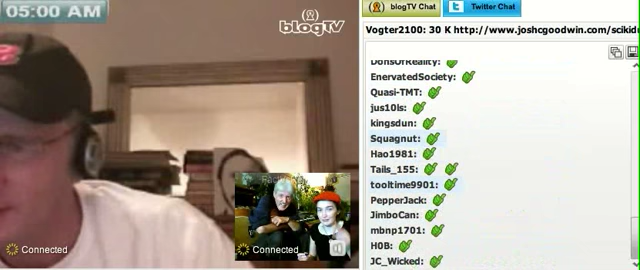 05:00 AM
blogTV
Connected
Connected
blogTV Chat
Twitter Chat
Vogter2100: 30 K http://www.joshcgoodwin.com/scikid
DonsOfReality:
EnervatedSociety:
Quasi-TMT:
jus10ls:
kingsdun:
Squagnut:
Hao1981:
Tails_155:
tooltime9901:
PepperJack:
JimboCan:
mbnp1701:
H0B:
JC_Wicked: